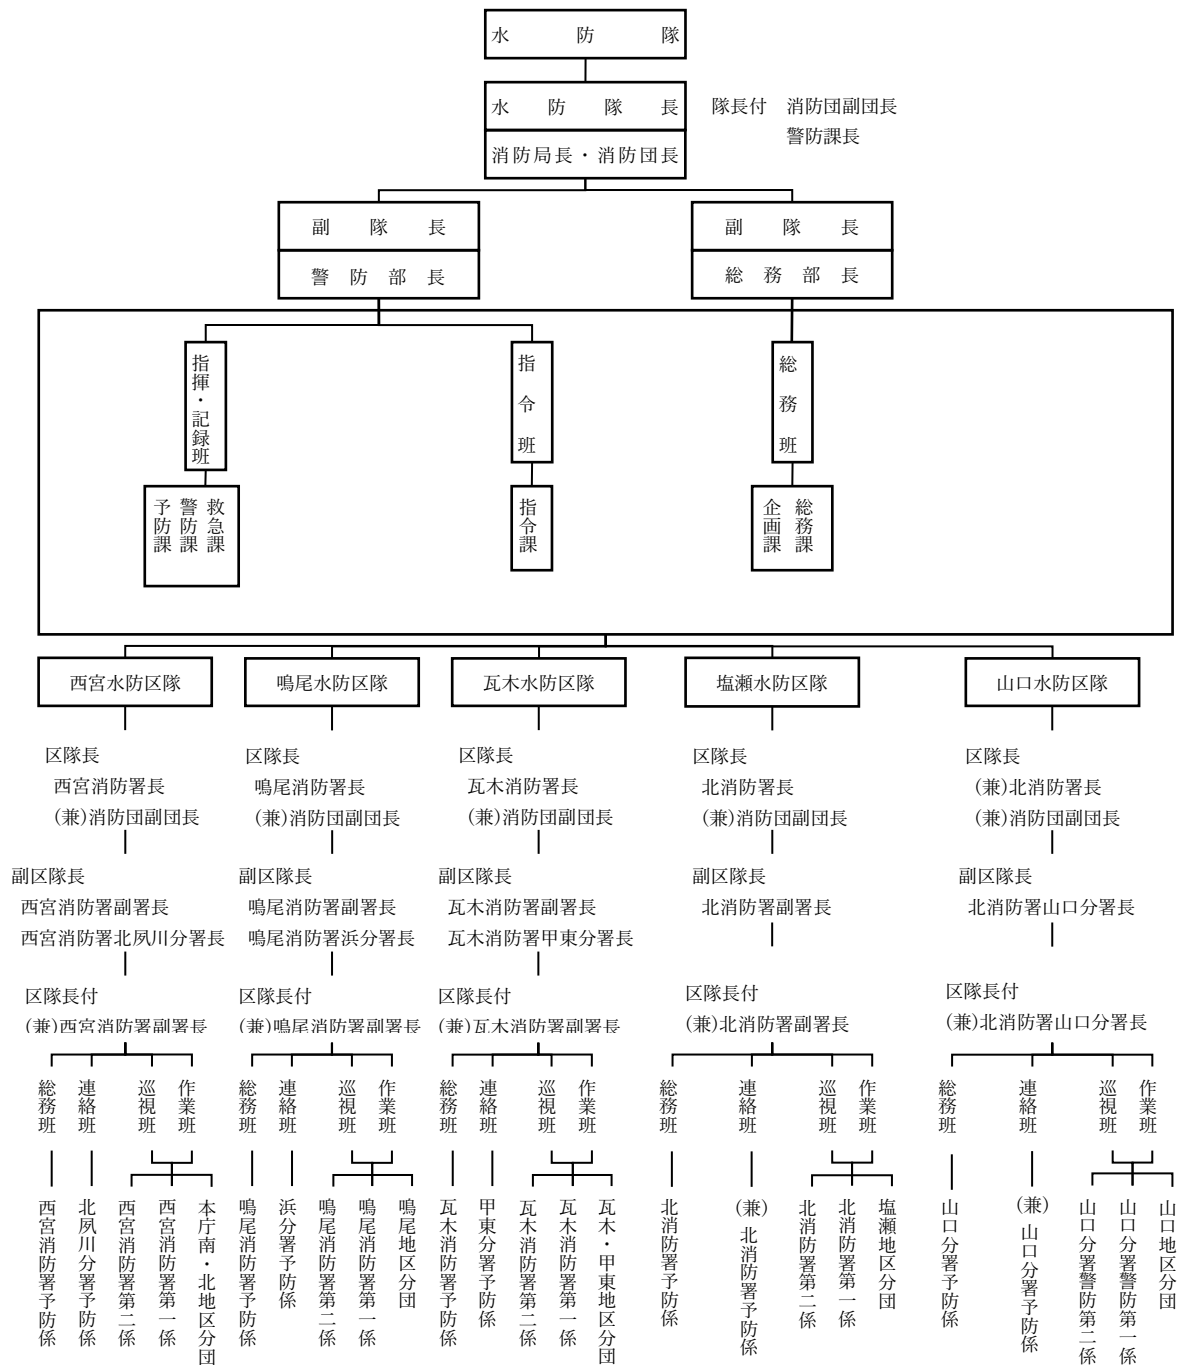 水防隊
水防隊長
消防局長・消防団長
隊長付　消防団副団長
警防課長
副隊長
警防部長
副隊長
総務部長
指揮・記録班
指令班
総務班
救急課
警防課
予防課
指令課
総務課
企画課
西宮水防区隊
鳴尾水防区隊
瓦木水防区隊
塩瀬水防区隊
山口水防区隊
区隊長
西宮消防署長
(兼)消防団副団長
副区隊長
西宮消防署副署長
西宮消防署北夙川分署長
区隊長付
(兼)西宮消防署副署長
総務班
連絡班
巡視班
作業班
西宮消防署予防係
北夙川分署予防係
西宮消防署第二係
西宮消防署第一係
本庁南・北地区分団
区隊長
鳴尾消防署長
(兼)消防団副団長
副区隊長
鳴尾消防署副署長
鳴尾消防署浜分署長
区隊長付
(兼)鳴尾消防署副署長
総務班
連絡班
巡視班
作業班
鳴尾消防署予防係
浜分署予防係
鳴尾消防署第二係
鳴尾消防署第一係
鳴尾地区分団
区隊長
瓦木消防署長
(兼)消防団副団長
副区隊長
瓦木消防署副署長
瓦木消防署甲東分署長
区隊長付
(兼)瓦木消防署副署長
総務班
連絡班
巡視班
作業班
瓦木消防署予防係
甲東分署予防係
瓦木消防署第二係
瓦木消防署第一係
瓦木・甲東地区分団
区隊長
北消防署長
(兼)消防団副団長
副区隊長
北消防署副署長
区隊長付
(兼)北消防署副署長
総務班
連絡班
巡視班
作業班
北消防署予防係
(兼)北消防署予防係
北消防署第二係
北消防署第一係
塩瀬地区分団
区隊長
(兼)北消防署長
(兼)消防団副団長
副区隊長
北消防署山口分署長
区隊長付
(兼)北消防署山口分署長
総務班
連絡班
巡視班
作業班
山口分署予防係
(兼)山口分署予防係
山口分署警防第二係
山口分署警防第一係
山口地区分団